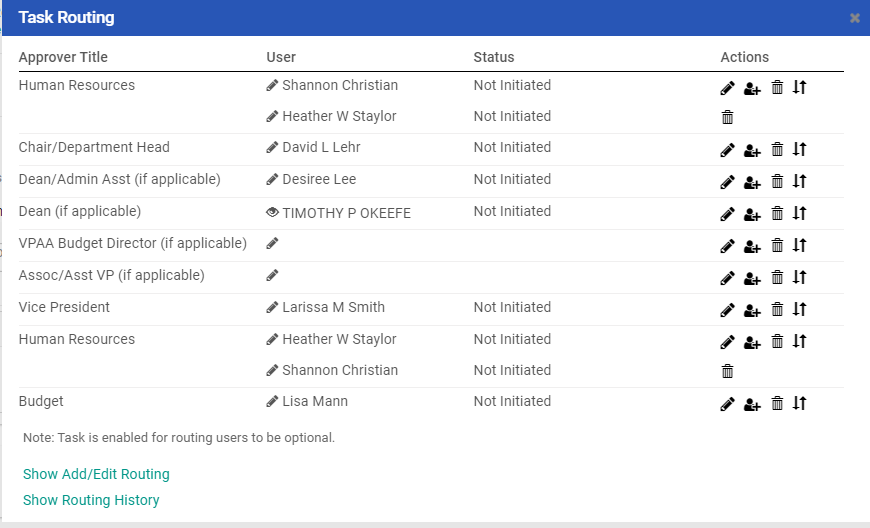 Task Routing
Approver Title User Status Actions
Human Resources Shannon Christian Not Initiated
Heather W Staylor Not Initiated
Chair/Department Head David L Lehr Not Initiated
Dean/Admin Asst (if applicable) Desiree Lee Not Initiated
Dean (if applicable) TIMOTHY P OKEEFE Not Initiated
VPAA Budget Director (if applicable)
Assoc/Asst VP (if applicable)
Vice President Larissa M Smith Not Initiated
Human Resources Heather W Staylor Not Initiated
Shannon Christian Not Initiated
Budget Lisa Mann Not Initiated
Note: Task is enabled for routing users to be optional.
Show Add/Edit Routing
Show Routing History